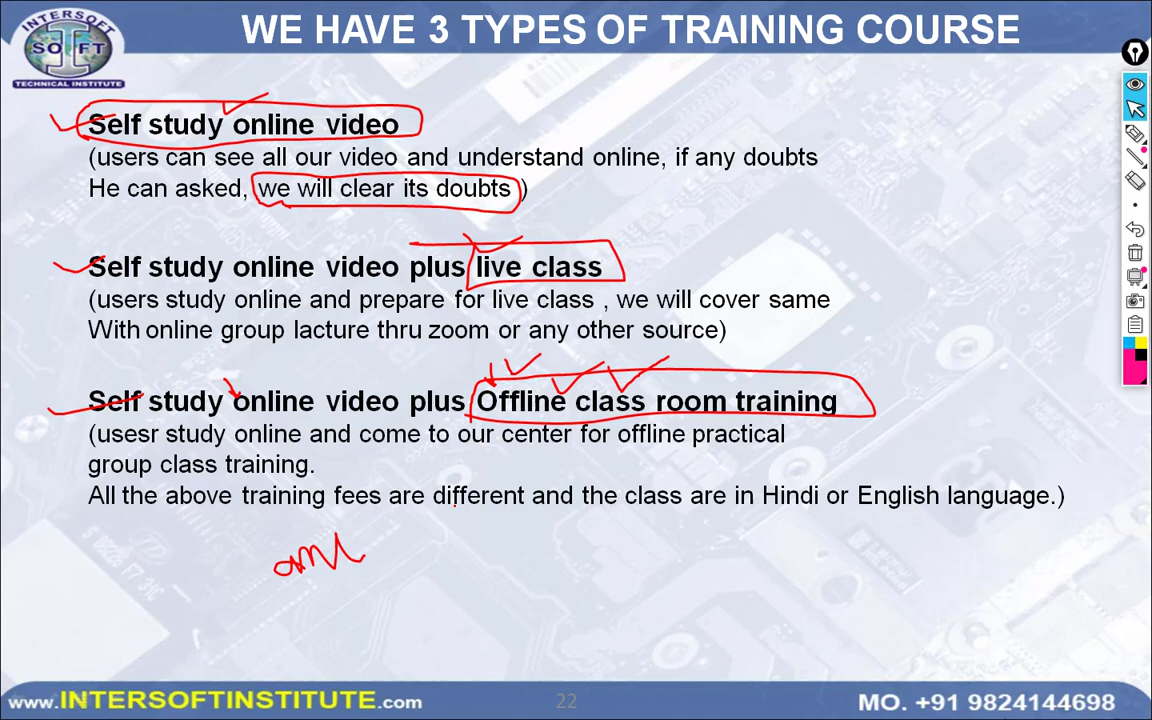 WE HAVE 3 TYPES OF TRAINING COURSE
INTERSOFT
SOFT
TECHNICAL INSTITUTE
Self study online video
(users can see all our video and understand online, if any doubts
He can asked, we will clear its doubts )
Self study online video plus live class
(users study online and prepare for live class , we will cover same
With online group lacture thru zoom or any other source)
Self study online video plus Offline class room training
(usesr study online and come to our center for offline practical
group class training.
All the above training fees are different and the class are in Hindi or English language.)
www.INTERSOFTINSTITUTE.com
22
MO. +91 9824144698